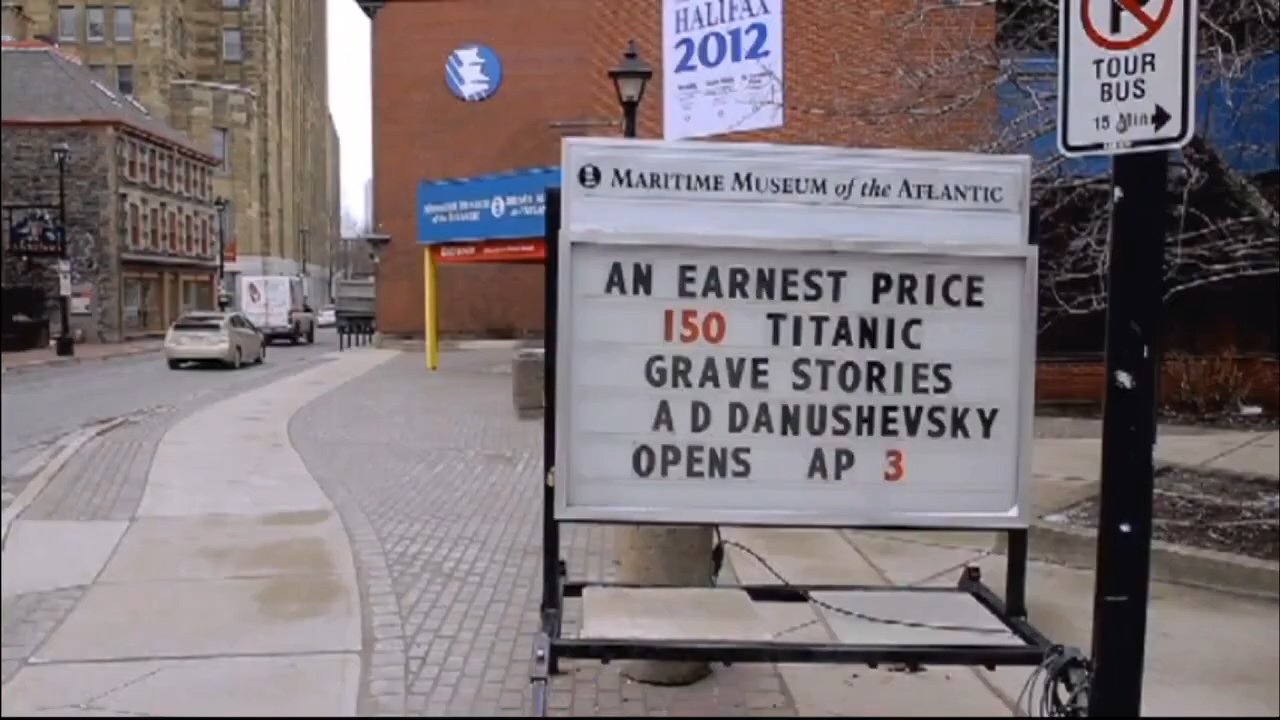 HALIFAX
2012
TOUR
BUS
15 Min
MARITIME MUSEUM of the ATLANTIC
AN EARNEST PRICE
150 TITANIC
GRAVE STORIES
A D DANUSHEVSKY
OPENS AP 3